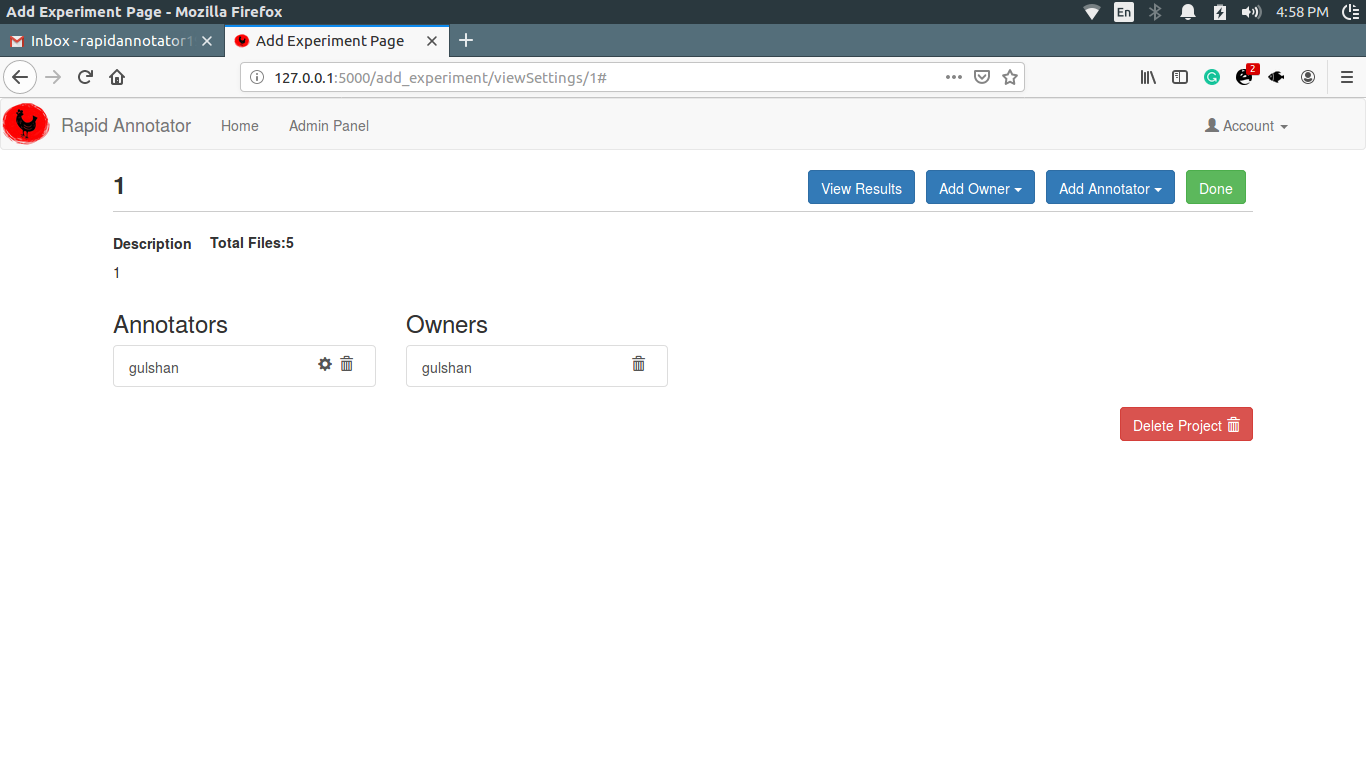 Add Experiment Page - Mozilla Firefox
En
4:58 PM
Inbox - rapidannotator1
Add Experiment Page
127.0.0.1:5000/add_experiment/viewSettings/1#
2
Rapid Annotator
Home
Admin Panel
Account
1
View Results
Add Owner
Add Annotator
Done
Description
Total Files:5
1
Annotators
Owners
gulshan
gulshan
Delete Project